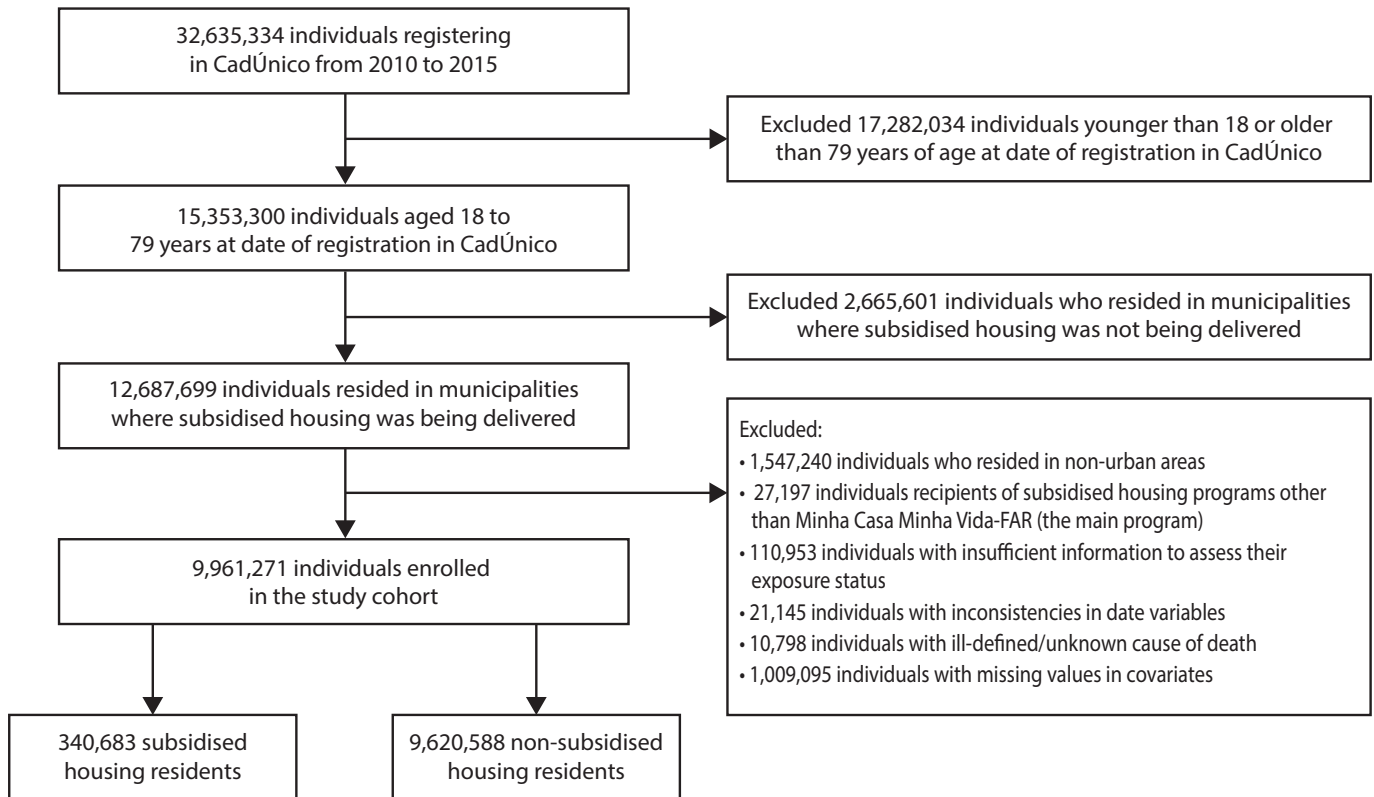 32,635,334 individuals registering
in CadÚnico from 2010 to 2015
Excluded 17,282,034 individuals younger than 18 or older
than 79 years of age at date of registration in CadÚnico
15,353,300 individuals aged 18 to
79 years at date of registration in CadÚnico
Excluded 2,665,601 individuals who resided in municipalities
where subsidised housing was not being delivered
12,687,699 individuals resided in municipalities
where subsidised housing was being delivered
Excluded:
• 1,547,240 individuals who resided in non-urban areas
• 27,197 individuals recipients of subsidised housing programs other
than Minha Casa Minha Vida-FAR (the main program)
• 110,953 individuals with insufficient information to assess their
exposure status
• 21,145 individuals with inconsistencies in date variables
• 10,798 individuals with ill-defined/unknown cause of death
• 1,009,095 individuals with missing values in covariates
9,961,271 individuals enrolled
in the study cohort
340,683 subsidised
housing residents
9,620,588 non-subsidised
housing residents